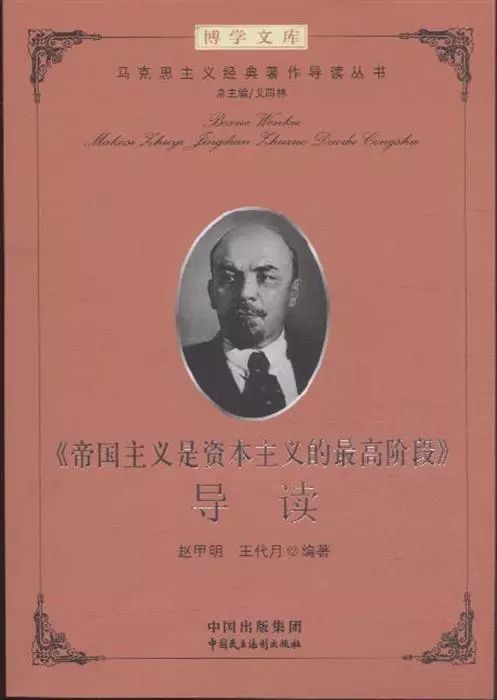 博学文库
马克思主义经典著作导读丛书
总主编/艾四林
Boxue Wenku
Makesi Zhuyi Jingdian Zhuzuo Daodu Congshu
《帝国主义是资本主义的最高阶段》
导 读
赵甲明 王代月◎编著
中国出版集团
中国民主法制出版社